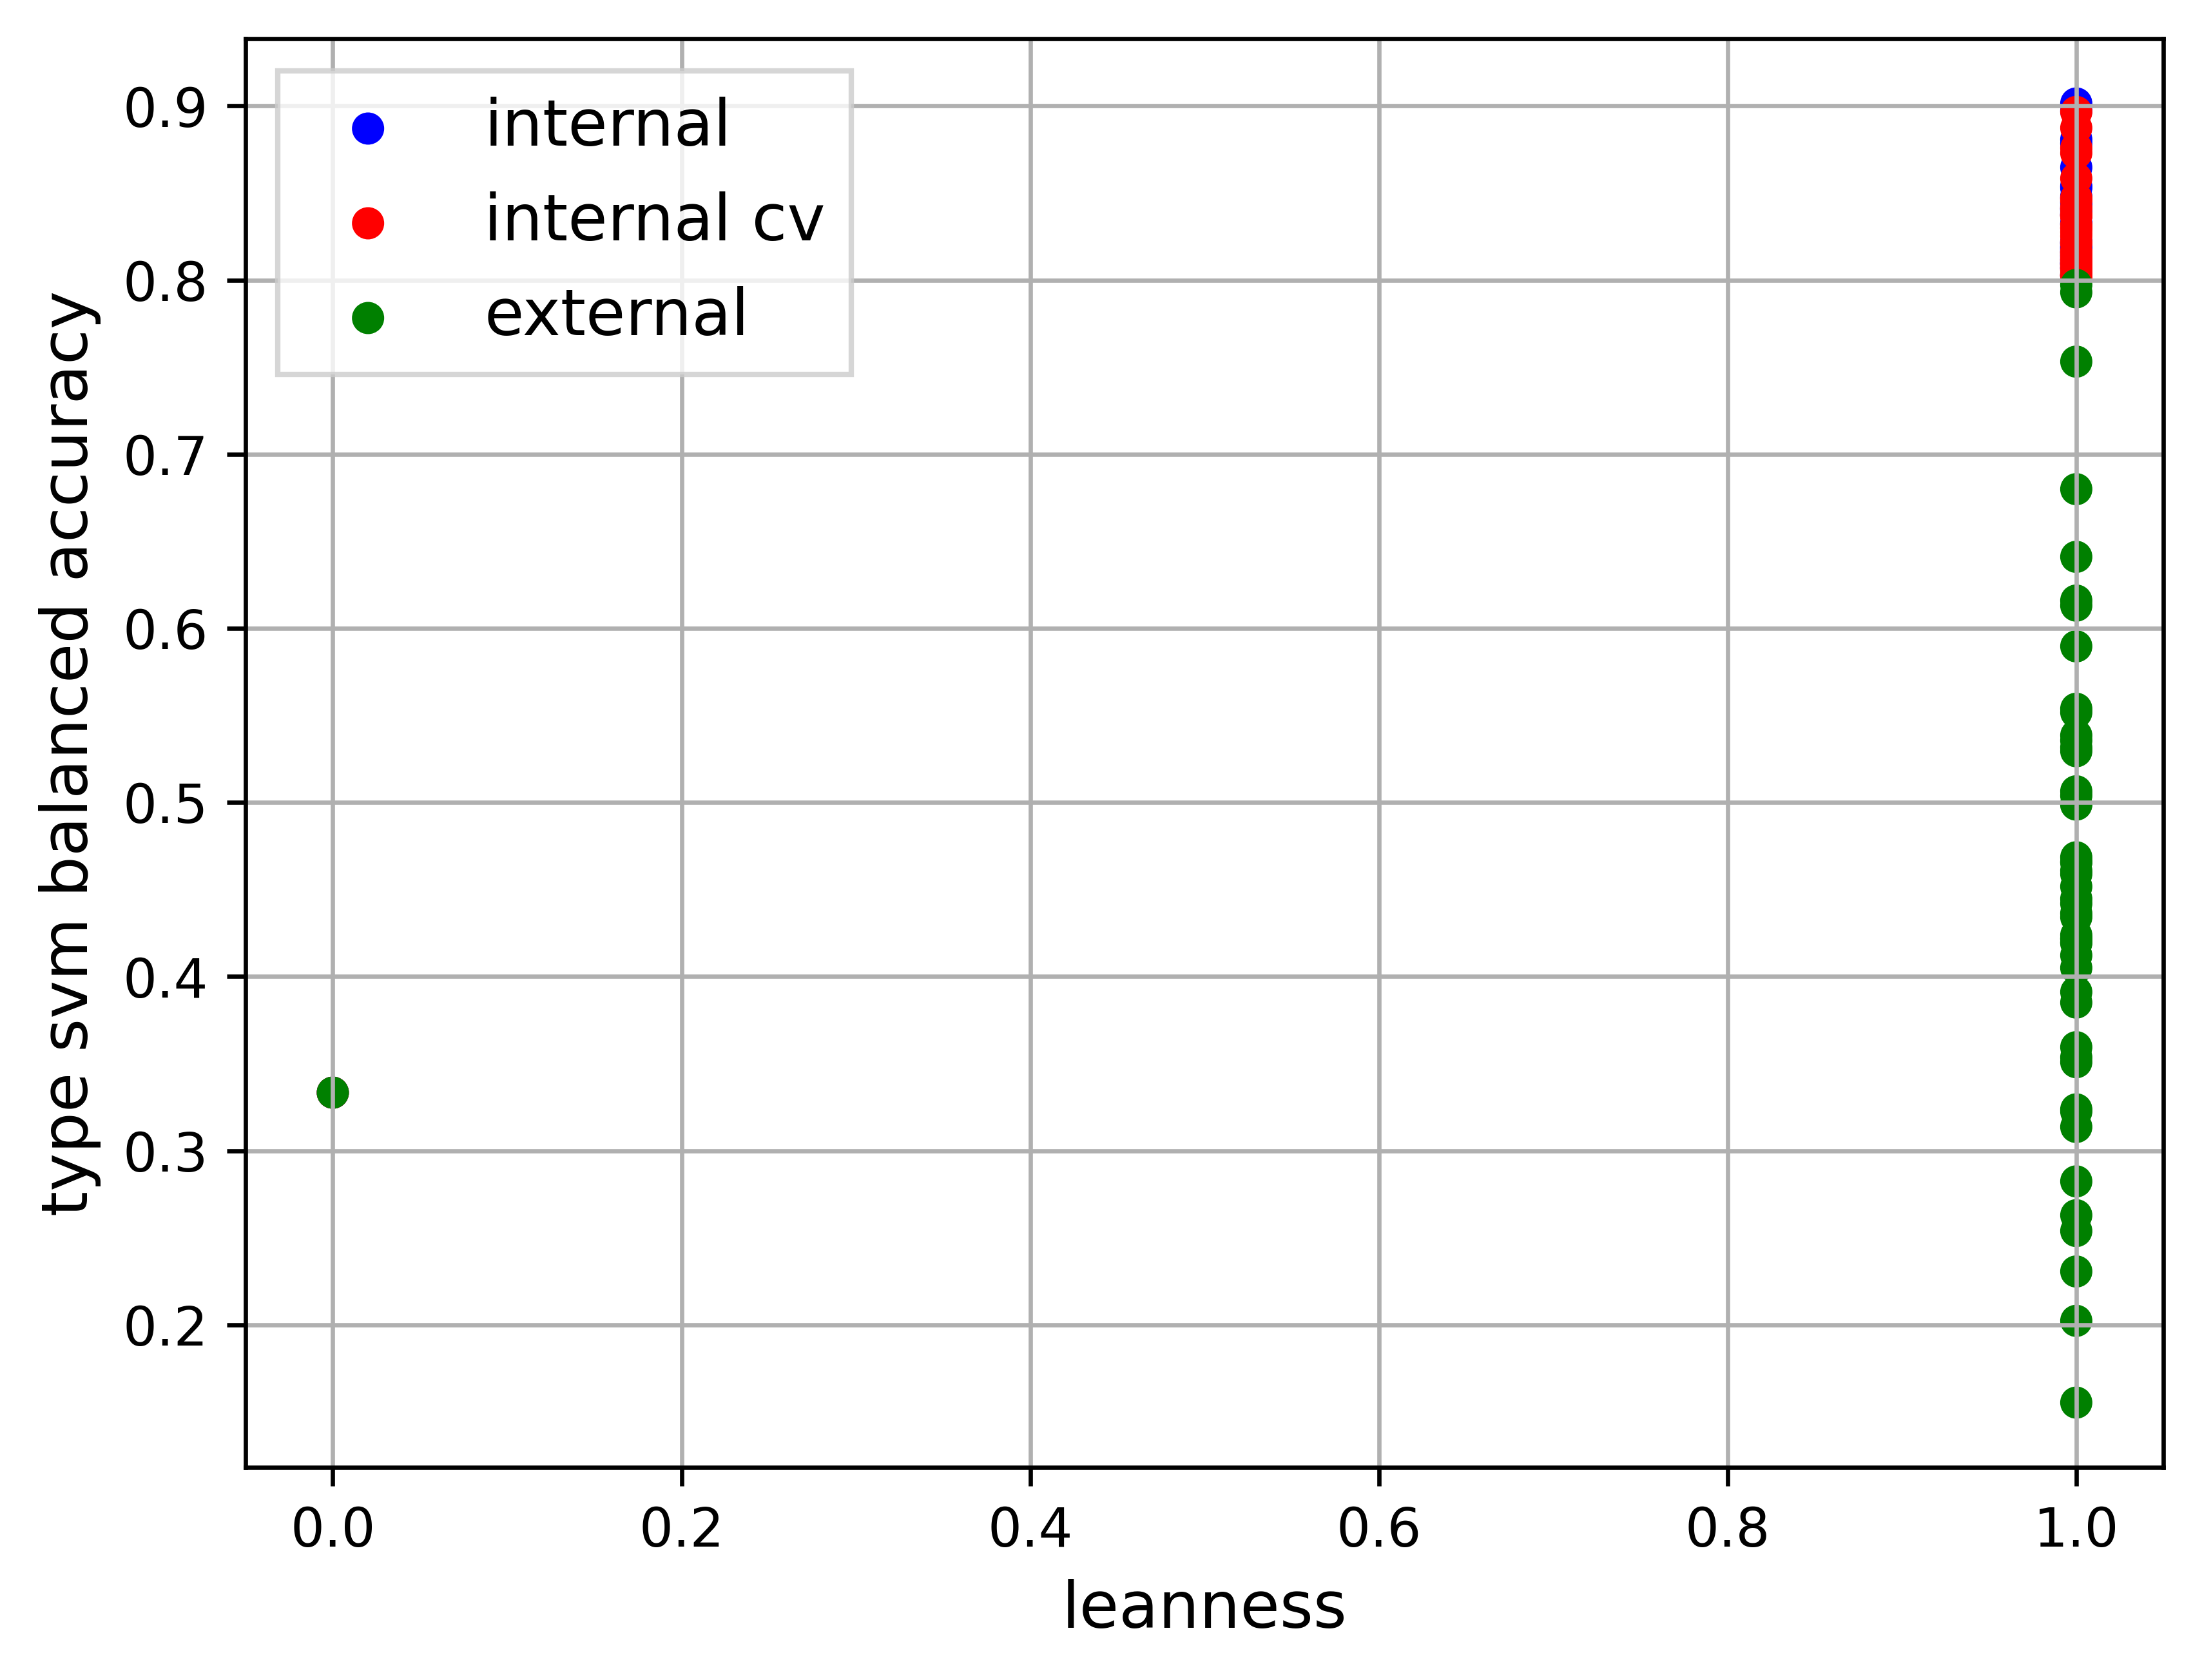 internal
internal cv
external
type svm balanced accuracy
0.9
0.8
0.7
0.6
0.5
0.4
0.3
0.2
0.0 0.2 0.4 0.6 0.8 1.0
leanness